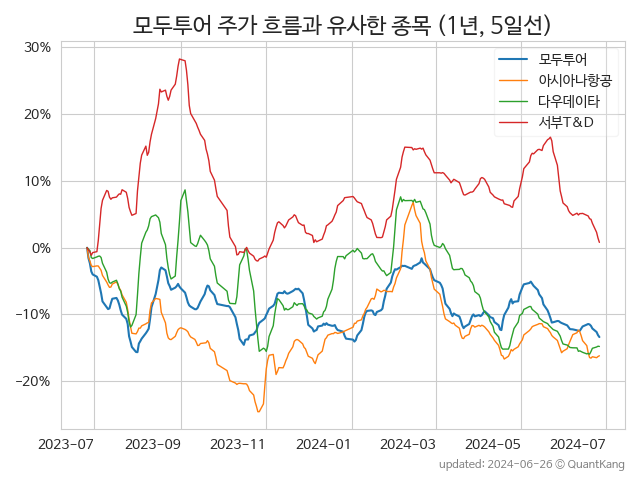 모두투어 주가 흐름과 유사한 종목 (1년, 5일선)
30%
20%
10%
0%
−10%
−20%
모두투어
아시아나항공
다우데이타
서부T&D
2023-07
2023-09
2023-11
2024-01
2024-03
2024-05
2024-07
updated: 2024-06-26 © QuantKang